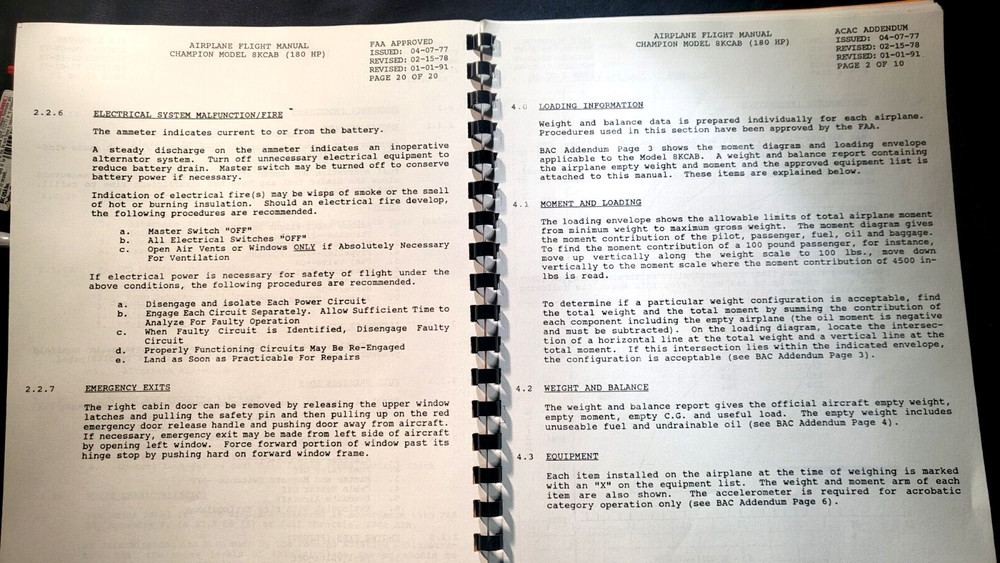 AIRPLANE FLIGHT MANUAL
CHAMPION MODEL 8KCAB (180 HP)
FAA APPROVED
ISSUED: 04-07-77
REVISED: 02-15-78
REVISED: 01-01-91
PAGE 20 OF 20
2.2.6 ELECTRICAL SYSTEM MALFUNCTION/FIRE
The ammeter indicates current to or from the battery.
A steady discharge on the ammeter indicates an inoperative
alternator system. Turn off unnecessary electrical equipment to
reduce battery drain. Master switch may be turned off to conserve
battery power if necessary.
Indication of electrical fire(s) may be wisps of smoke or the smell
of hot or burning insulation. Should an electrical fire develop,
the following procedures are recommended.
a. Master Switch "OFF"
b. All Electrical Switches "OFF"
c. Open Air Vents or Windows ONLY if Absolutely Necessary
For Ventilation
If electrical power is necessary for safety of flight under the
above conditions, the following procedures are recommended.
a. Disengage and isolate Each Power Circuit
b. Engage Each Circuit Separately. Allow Sufficient Time to
Analyze For Faulty Operation
c. When Faulty Circuit is Identified, Disengage Faulty
Circuit
d. Properly Functioning Circuits May Be Re-Engaged
e. Land as Soon as Practicable For Repairs
2.2.7 EMERGENCY EXITS
The right cabin door can be removed by releasing the upper window
latches and pulling the safety pin and then pulling up on the red
emergency door release handle and pushing door away from aircraft.
If necessary, emergency exit may be made from left side of aircraft
by opening left window. Force forward portion of window past its
hinge stop by pushing hard on forward window frame.
AIRPLANE FLIGHT MANUAL
CHAMPION MODEL 8KCAB (180 HP)
ACAC ADDENDUM
ISSUED: 04-07-77
REVISED: 02-15-78
REVISED: 01-01-91
PAGE 2 OF 10
4.0 LOADING INFORMATION
Weight and balance data is prepared individually for each airplane.
Procedures used in this section have been approved by the FAA.
BAC Addendum Page 3 shows the moment diagram and loading envelope
applicable to the Model 8KCAB. A weight and balance report containing
the airplane empty weight and moment and the approved equipment list is
attached to this manual. These items are explained below.
4.1 MOMENT AND LOADING
The loading envelope shows the allowable limits of total airplane moment
from minimum weight to maximum gross weight. The moment diagram gives
the moment contribution of the pilot, passenger, fuel, oil and baggage.
To find the moment contribution of a 100 pound passenger, for instance,
move up vertically along the weight scale to 100 lbs., move down
vertically to the moment scale where the moment contribution of 4500 in-
lbs is read.
To determine if a particular weight configuration is acceptable, find
the total weight and the total moment by summing the contribution of
each component including the empty airplane (the oil moment is negative
and must be subtracted). On the loading diagram, locate the intersec-
tion of a horizontal line at the total weight and a vertical line at the
total moment. If this intersection lies within the indicated envelope,
the configuration is acceptable (see BAC Addendum Page 3).
4.2 WEIGHT AND BALANCE
The weight and balance report gives the official aircraft empty weight,
empty moment, empty C.G. and useful load. The empty weight includes
unuseable fuel and undrainable oil (see BAC Addendum Page 4).
4.3 EQUIPMENT
Each item installed on the airplane at the time of weighing is marked
with an "X" on the equipment list. The weight and moment arm of each
item are also shown. The accelerometer is required for acrobatic
category operation only (see BAC Addendum Page 6).